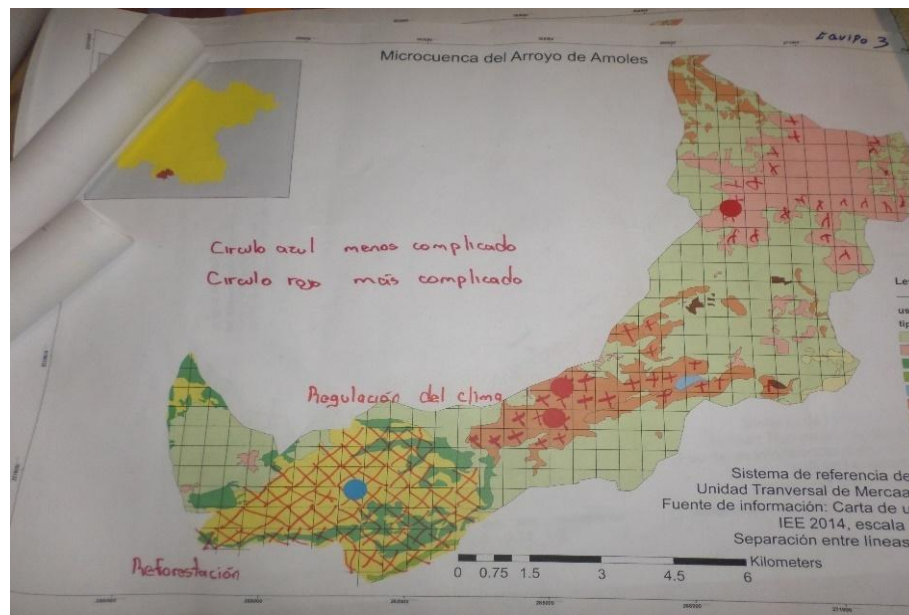 Equipo 3
Microcuenca del Arroyo de Amoles
Circulo azul menos complicado
Circulo rojo más complicado
Regulación del clima
Reforestación
Sistema de referencia de
Unidad Tranversal de Mercaa
Fuente de información: Carta de u
IEE 2014, escala
Separación entre líneas
Kilometers
0 0.75 1.5 3 4.5 6